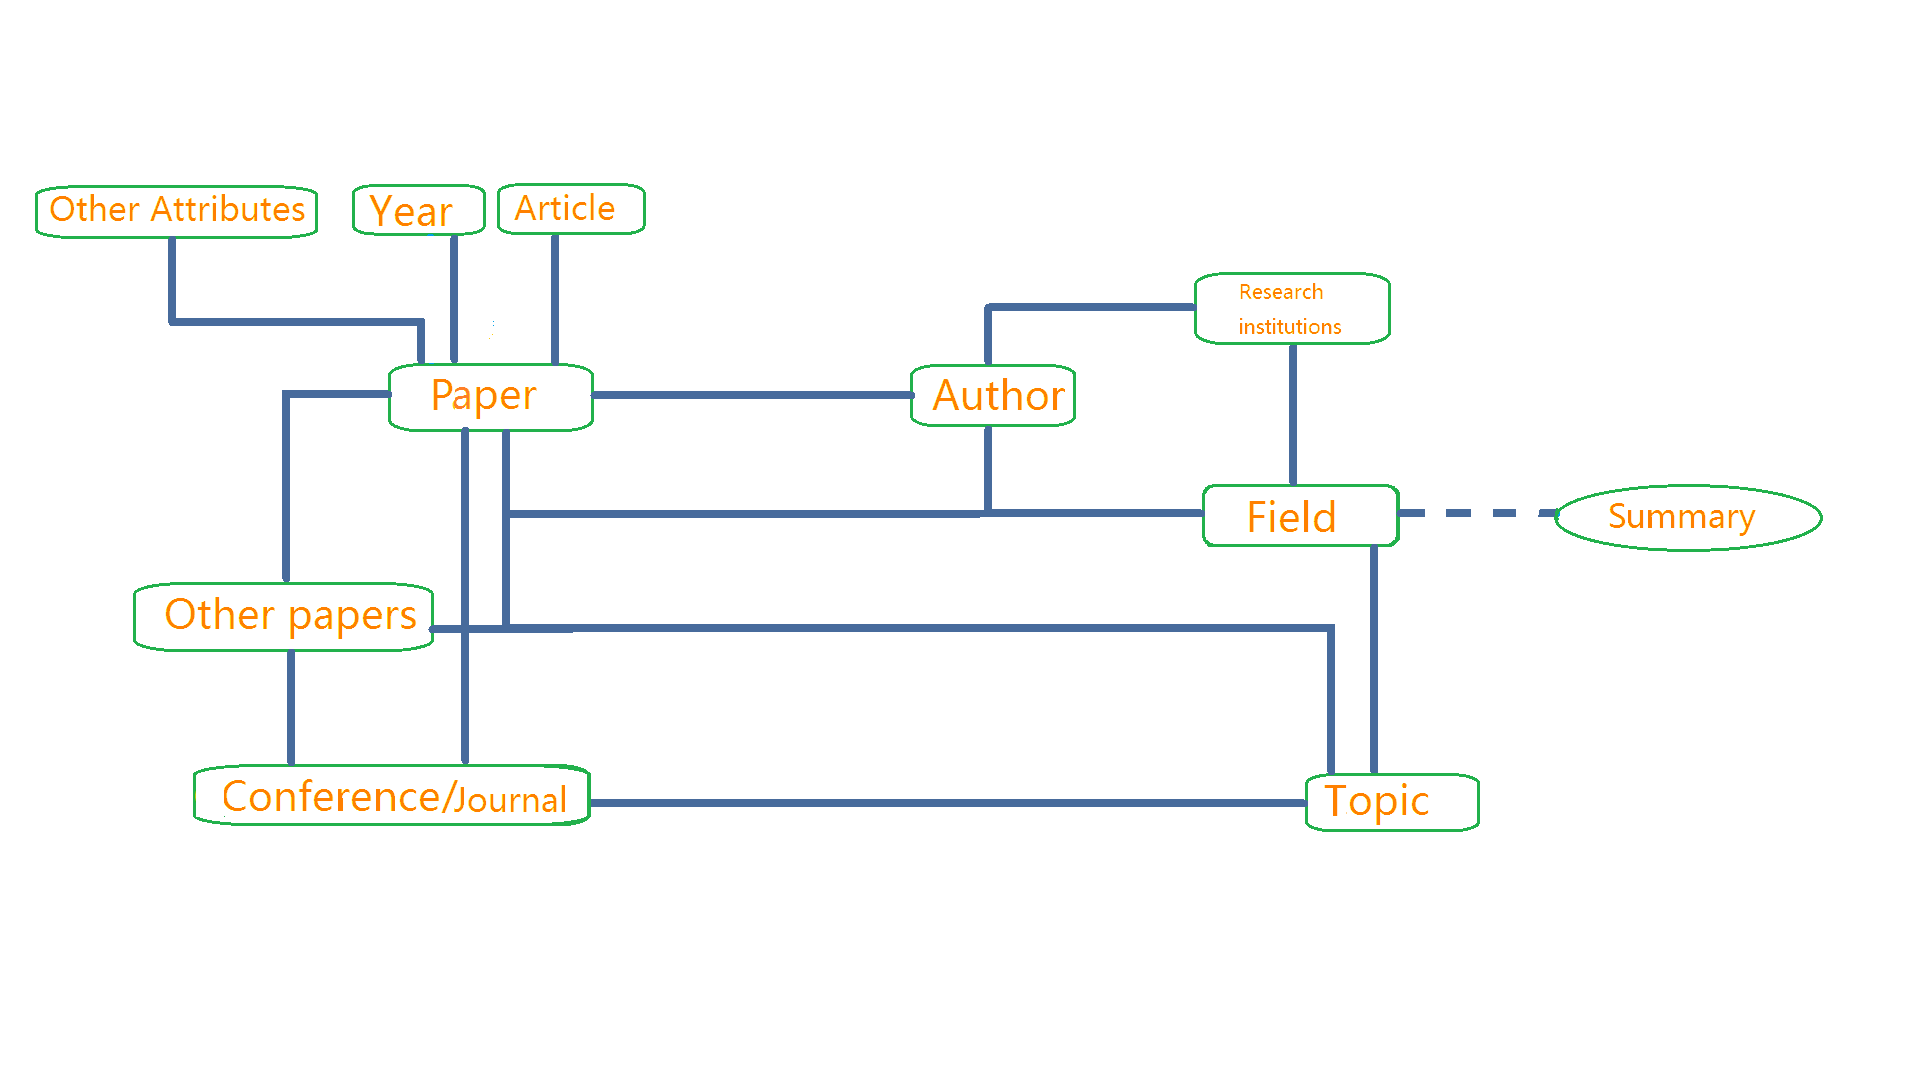 Other Attributes
Year
Article
Research
institutions
Paper
Author
Field
Summary
Other papers
Conference/Journal
Topic